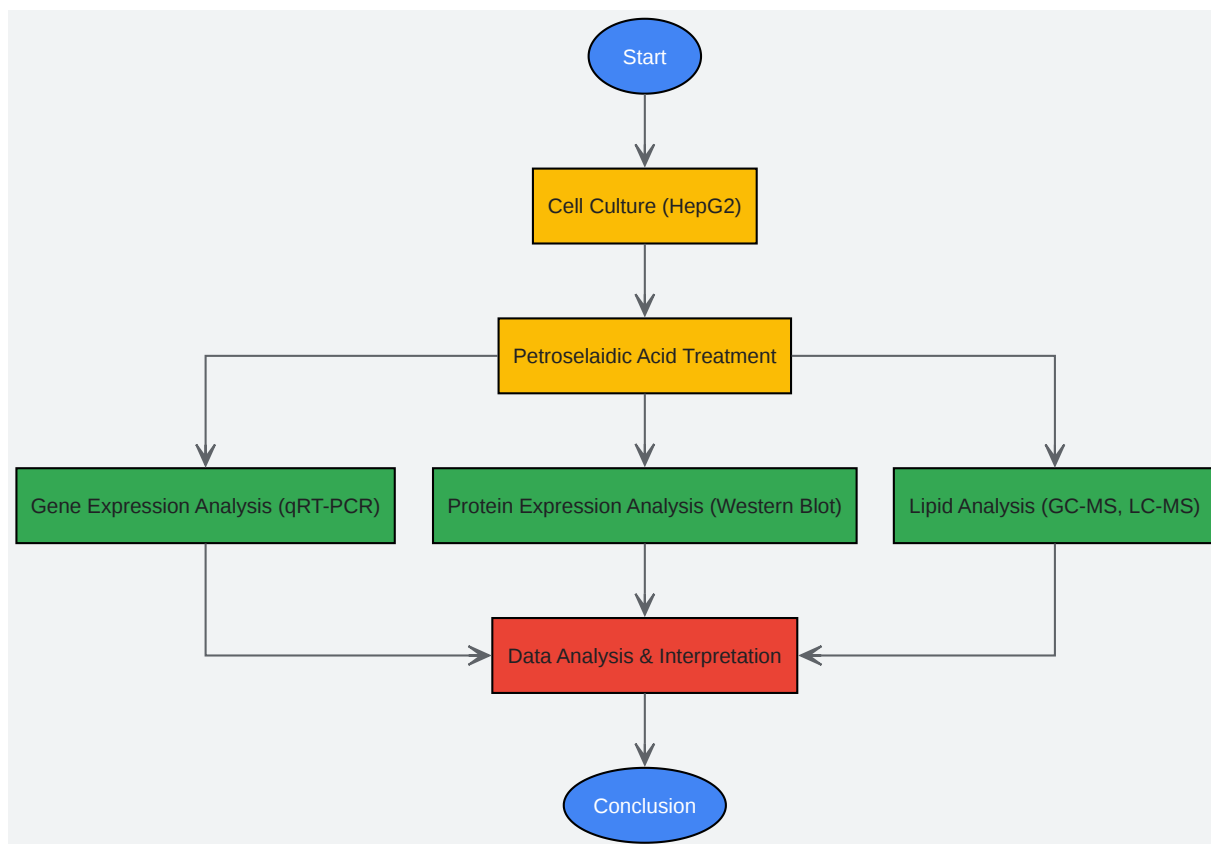 Start
Cell Culture (HepG2)
Petroselaidic Acid Treatment
Gene Expression Analysis (qRT-PCR)
Protein Expression Analysis (Western Blot)
Lipid Analysis (GC-MS, LC-MS)
Data Analysis & Interpretation
Conclusion